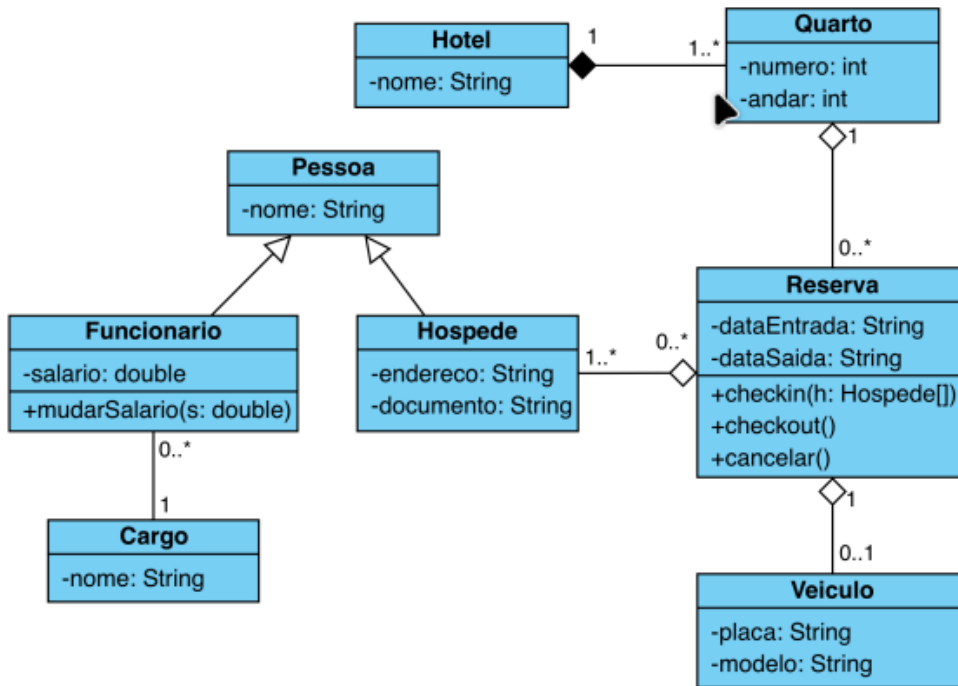 Hotel
-nome: String
1
1..*
Quarto
-numero: int
-andar: int
1
0..*
Pessoa
-nome: String
Funcionario
-salario: double
+mudarSalario(s: double)
0..*
1
Cargo
-nome: String
Hospede
-endereco: String
-documento: String
1..*
0..*
Reserva
-dataEntrada: String
-dataSaida: String
+checkin(h: Hospede[])
+checkout()
+cancelar()
1
0..1
Veiculo
-placa: String
-modelo: String